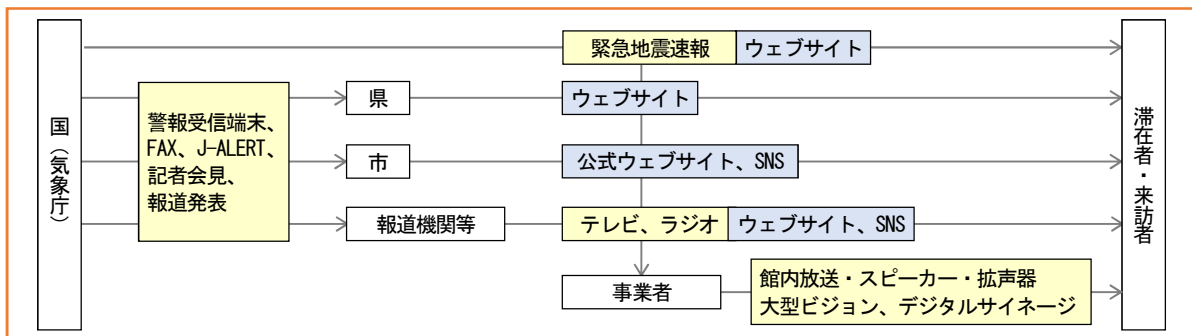 国（気象庁）
警報受信端末、
FAX、J-ALERT、
記者会見、
報道発表
緊急地震速報
ウェブサイト
県
ウェブサイト
市
公式ウェブサイト、SNS
報道機関等
テレビ、ラジオ
ウェブサイト、SNS
事業者
館内放送・スピーカー・拡声器
大型ビジョン、デジタルサイネージ
滞在者・来訪者